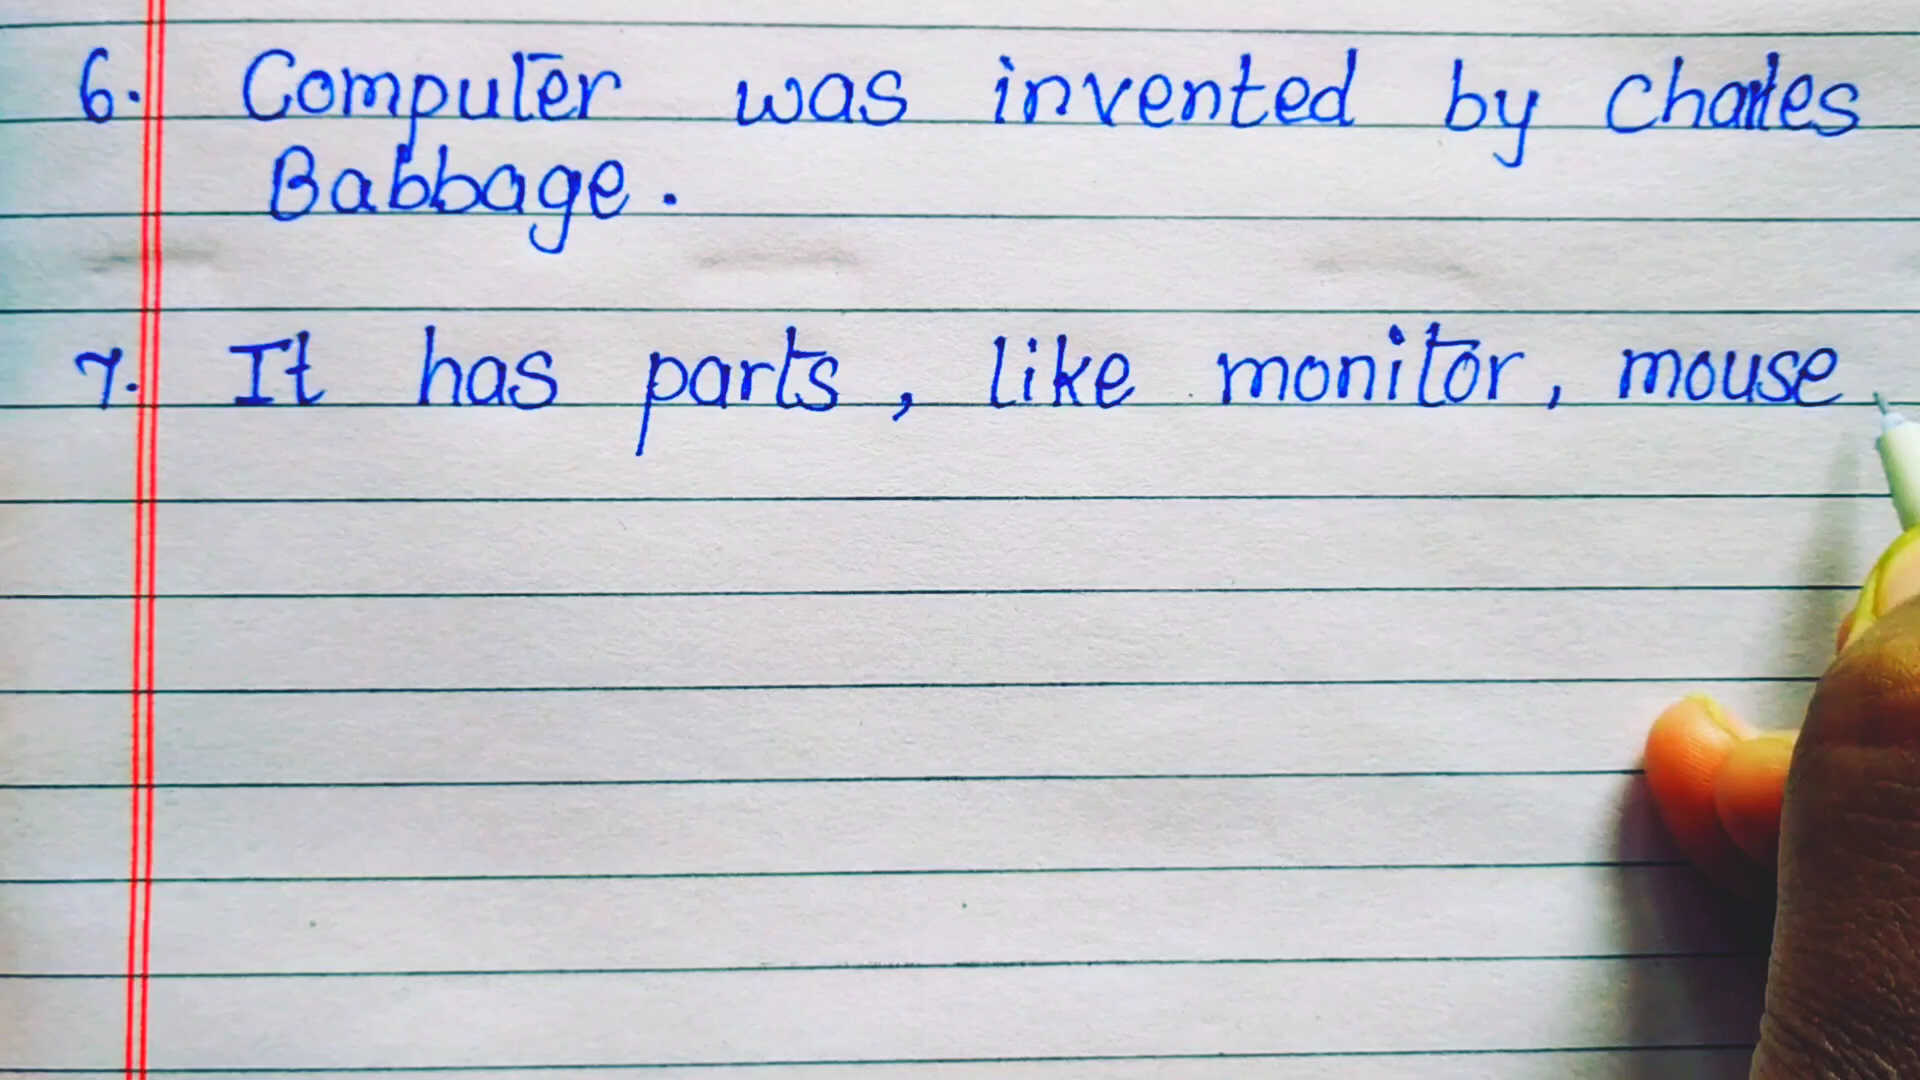 6. Computer was invented by Charles
Babbage.
7. It has parts, like monitor, mouse